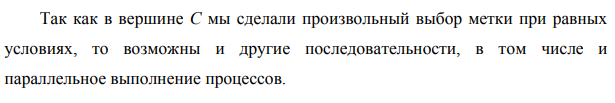 Так как в вершине C мы сделали произвольный выбор метки при равных
условиях, то возможны и другие последовательности, в том числе и
параллельное выполнение процессов.